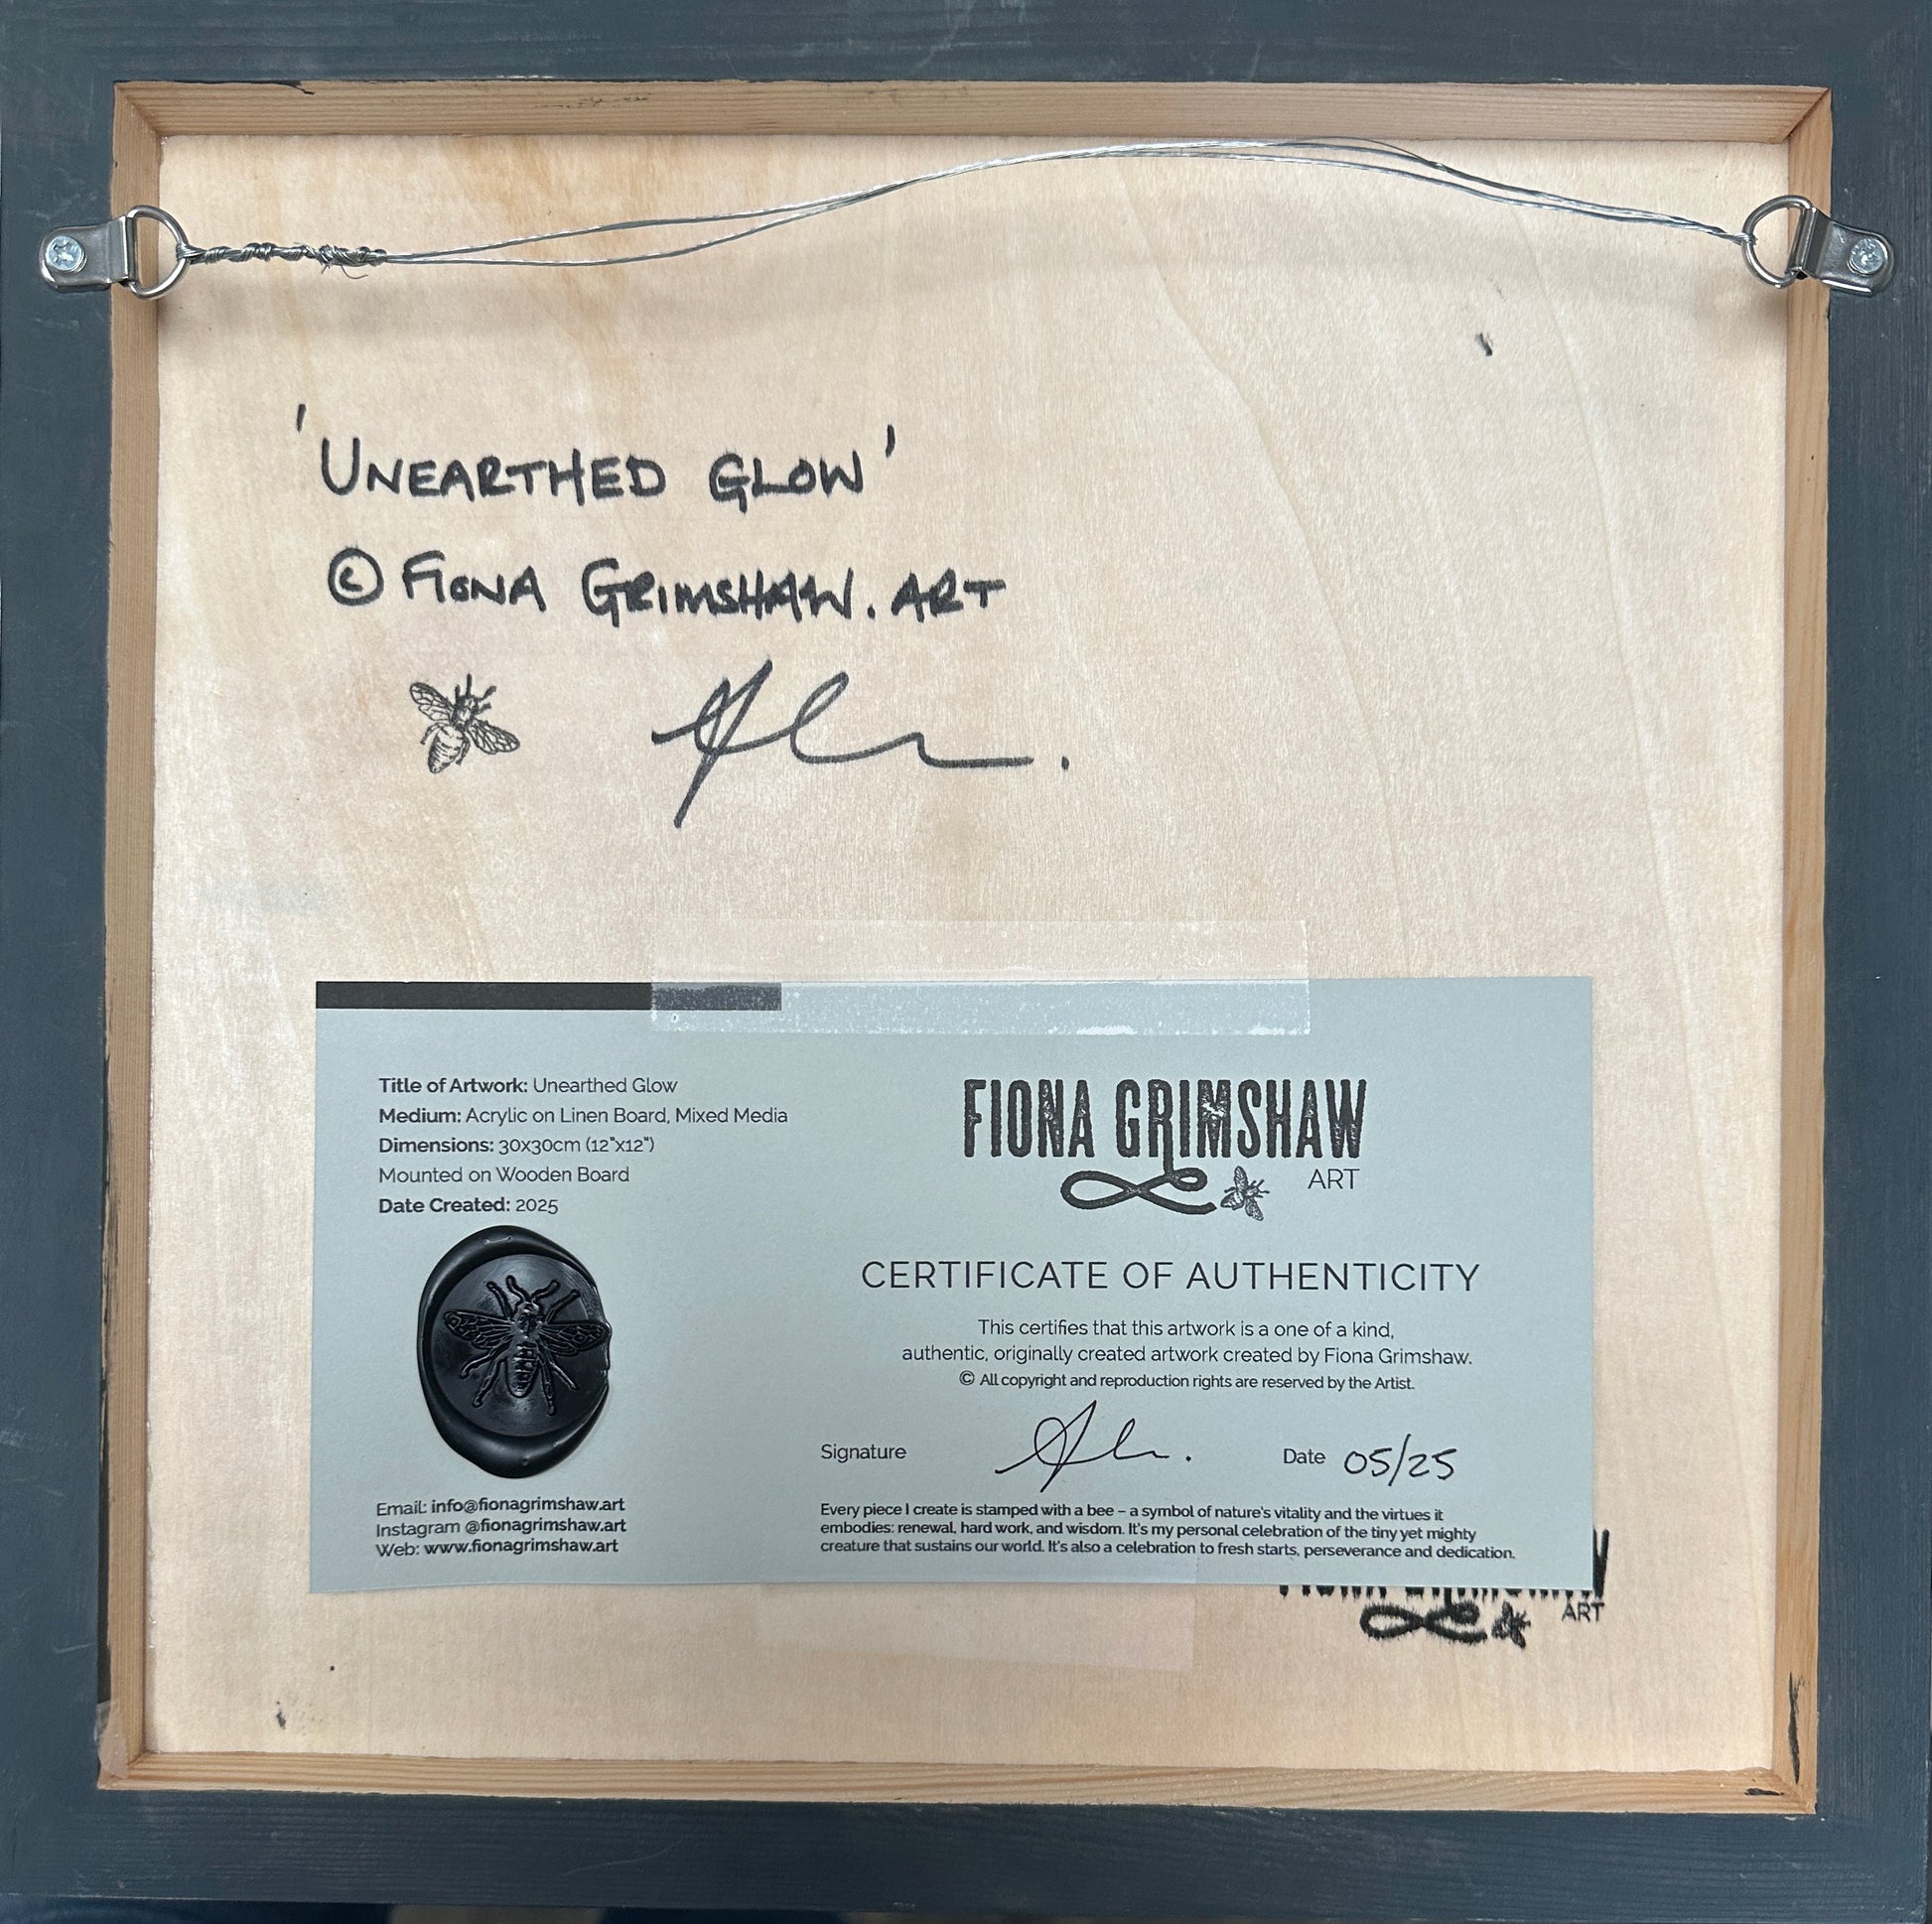 'UNEARTHED GLOW'
© FIONA GRIMSHAW.ART
Title of Artwork: Unearthed Glow
Medium: Acrylic on Linen Board, Mixed Media
Dimensions: 30x30cm (12"x12")
Mounted on Wooden Board
Date Created: 2025
Email: info@fionagrimshaw.art
Instagram @fionagrimshaw.art
Web: www.fionagrimshaw.art
FIONA GRIMSHAW
ART
CERTIFICATE OF AUTHENTICITY
This certifies that this artwork is a one of a kind,
authentic, originally created artwork created by Fiona Grimshaw.
© All copyright and reproduction rights are reserved by the Artist.
Signature
Date 05/25
Every piece I create is stamped with a bee – a symbol of nature's vitality and the virtues it
embodies: renewal, hard work, and wisdom. It's my personal celebration of the tiny yet mighty
creature that sustains our world. It's also a celebration to fresh starts, perseverance and dedication.
ART